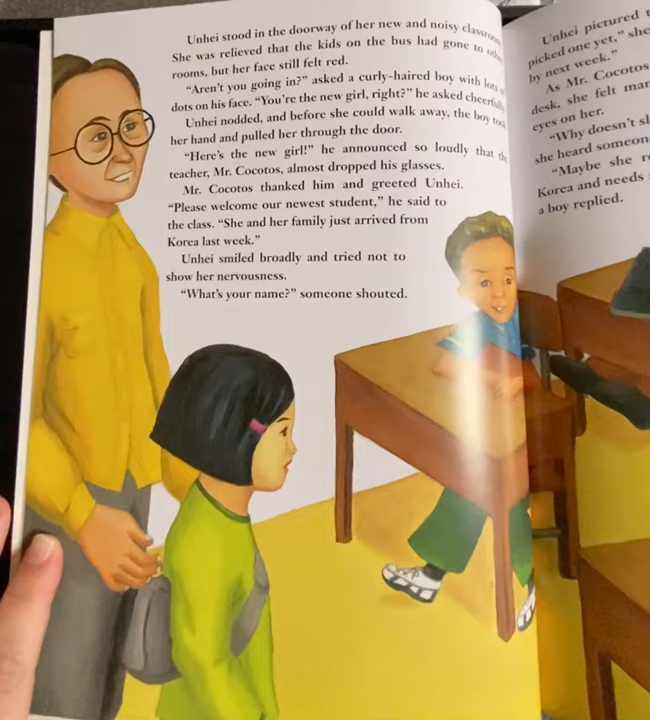 Unhei stood in the doorway of her new and noisy
She was relieved that the kids on the bus had gone to
rooms, but her face still felt red.
“Aren’t you going in?” asked a curly-haired boy with lots
dots on his face. “You’re the new girl, right?” he asked
Unhei nodded, and before she could walk away, the boy
her hand and pulled her through the door.
“Here’s the new girl!” he announced so loudly that the
teacher, Mr. Cocotos, almost dropped his glasses.
Mr. Cocotos thanked him and greeted Unhei.
“Please welcome our newest student,” he said to
the class. “She and her family just arrived from
Korea last week.”
Unhei smiled broadly and tried not to
show her nervousness.
“What’s your name?” someone shouted.
Unhei pictured
picked one yet,” she
by next week.”
As Mr. Cocotos
desk, she felt
eyes on her.
“Why doesn’t
she heard
“Maybe she
Korea and needs
a boy replied.